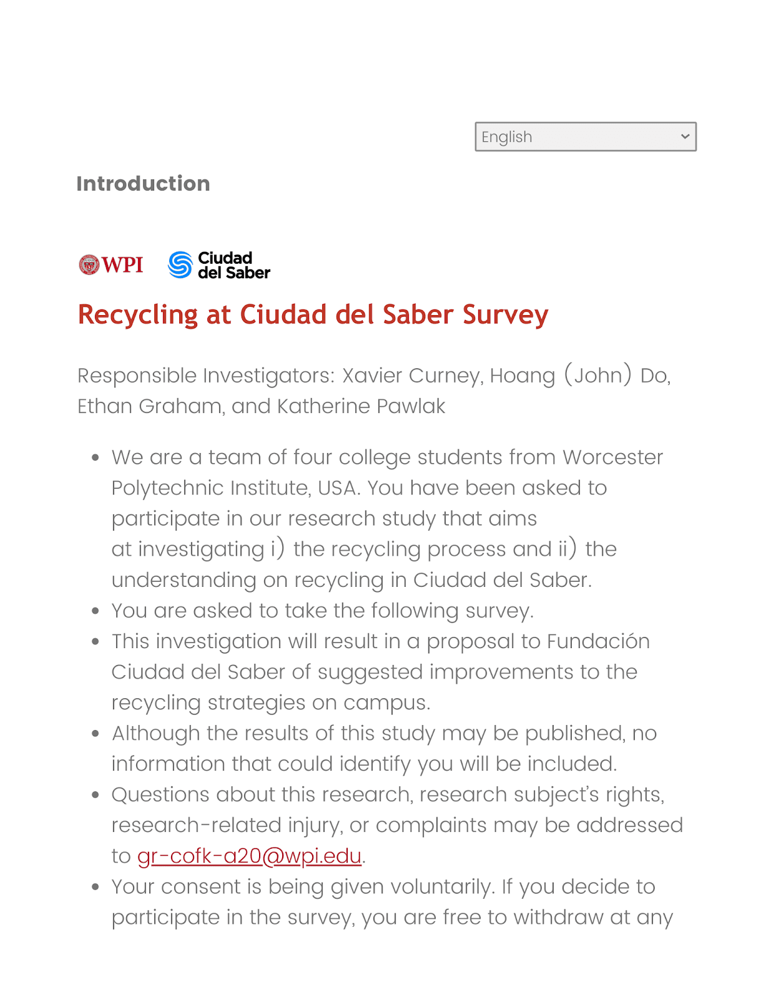 English
Introduction
WPI
Ciudad
del Saber
Recycling at Ciudad del Saber Survey
Responsible Investigators: Xavier Curney, Hoang (John) Do,
Ethan Graham, and Katherine Pawlak
• We are a team of four college students from Worcester
Polytechnic Institute, USA. You have been asked to
participate in our research study that aims
at investigating i) the recycling process and ii) the
understanding on recycling in Ciudad del Saber.
• You are asked to take the following survey.
• This investigation will result in a proposal to Fundación
Ciudad del Saber of suggested improvements to the
recycling strategies on campus.
• Although the results of this study may be published, no
information that could identify you will be included.
• Questions about this research, research subject’s rights,
research-related injury, or complaints may be addressed
to gr-cofk-a20@wpi.edu.
• Your consent is being given voluntarily. If you decide to
participate in the survey, you are free to withdraw at any